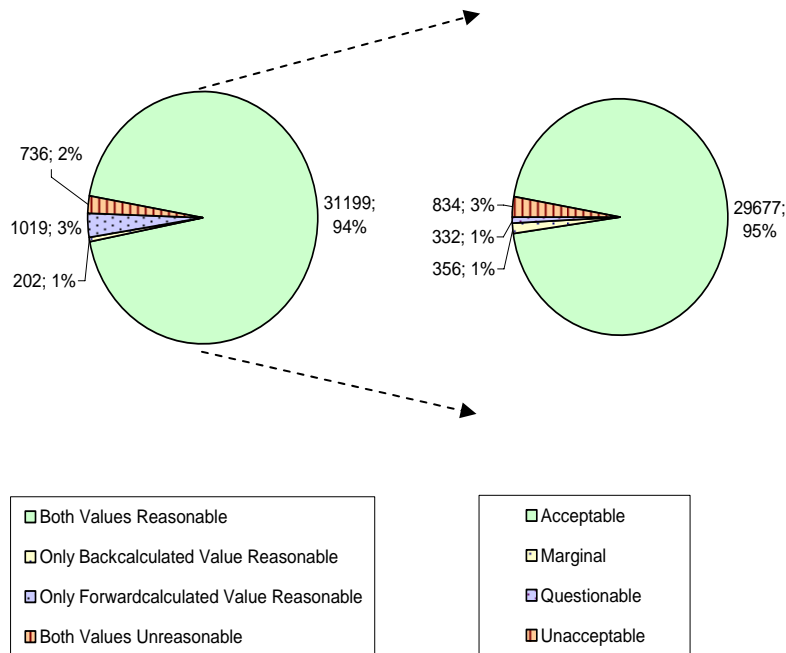 736; 2%
1019; 3%
202; 1%
31199;
94%
834; 3%
332; 1%
356; 1%
29677;
95%
Both Values Reasonable
Only Backcalculated Value Reasonable
Only Forwardcalculated Value Reasonable
Both Values Unreasonable
Acceptable
Marginal
Questionable
Unacceptable